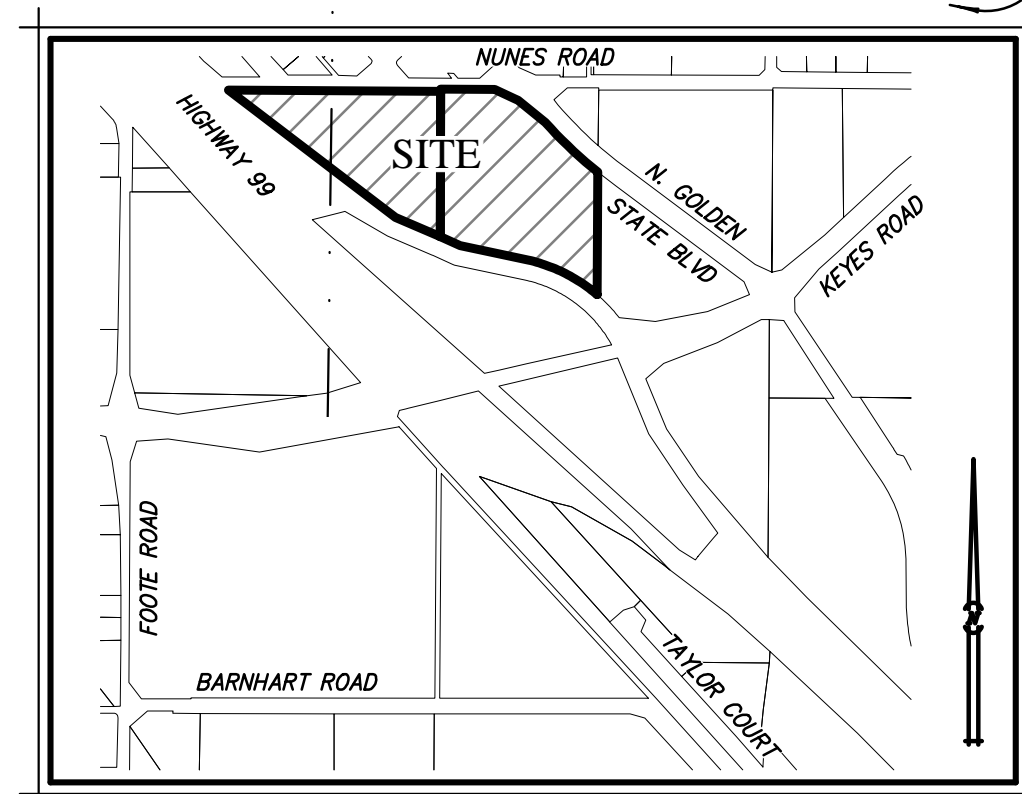 NUNES ROAD
HIGHWAY 99
SITE
N. GOLDEN
STATE BLVD
KEYES ROAD
FOOTE ROAD
BARNHART ROAD
TAYLOR COURT
N